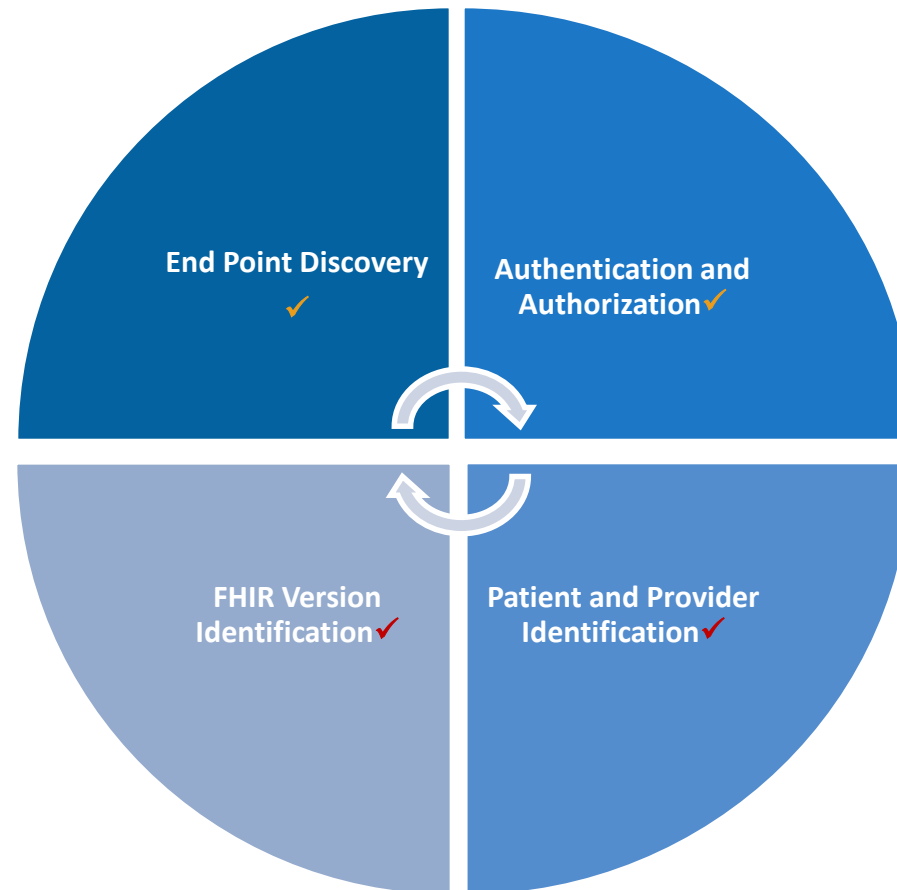 End Point Discovery
✓
Authentication and
Authorization✓
FHIR Version
Identification✓
Patient and Provider
Identification✓